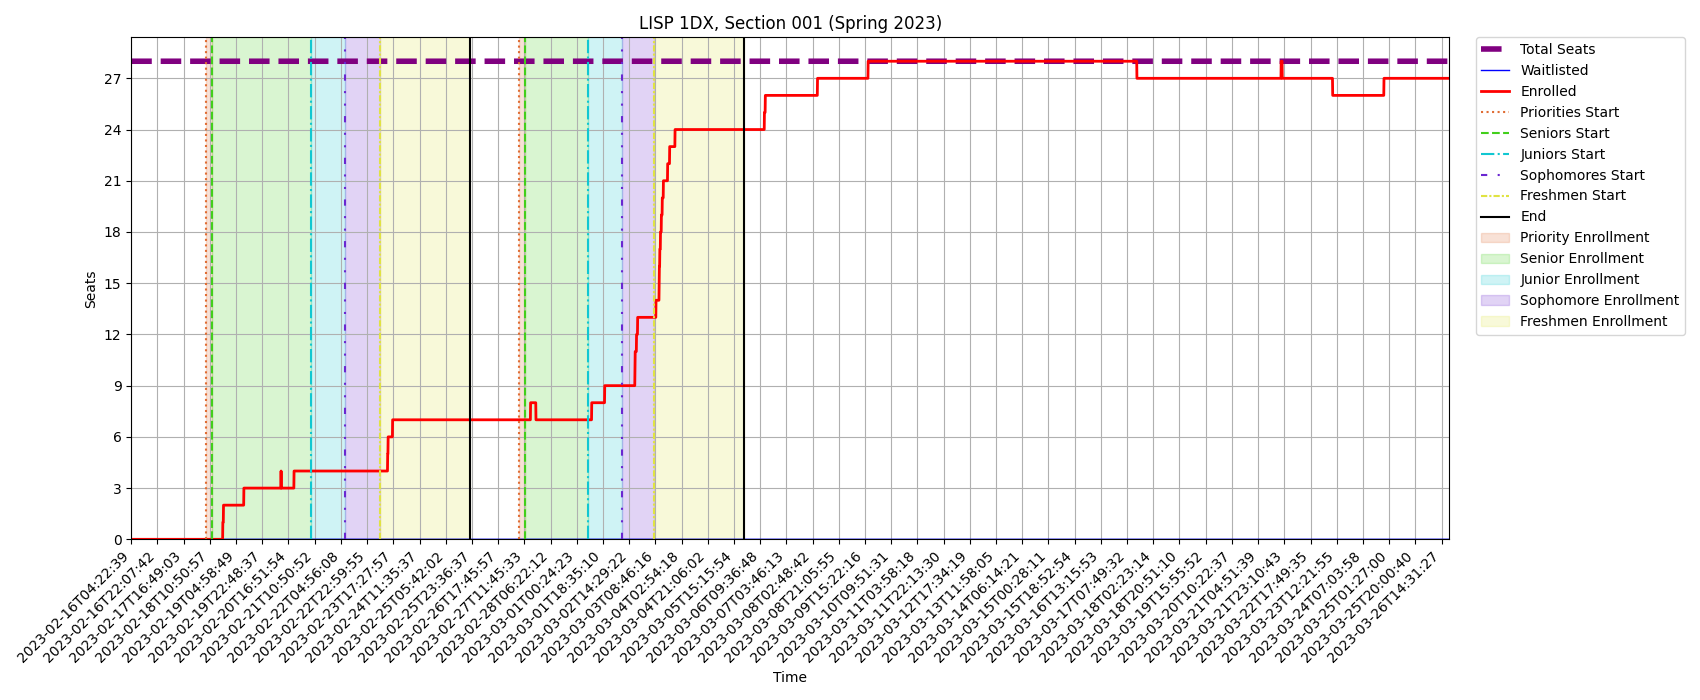 LISP 1DX, Section 001 (Spring 2023)
Total Seats
Waitlisted
Enrolled
Priorities Start
Seniors Start
Juniors Start
Sophomores Start
Freshmen Start
End
Priority Enrollment
Senior Enrollment
Junior Enrollment
Sophomore Enrollment
Freshmen Enrollment
Seats
27
24
21
18
15
12
9
6
3
0
2023-02-16T04:22:39
2023-02-16T22:07:42
2023-02-17T16:49:03
2023-02-18T10:50:57
2023-02-19T04:58:49
2023-02-19T22:48:37
2023-02-20T16:51:54
2023-02-21T10:50:52
2023-02-22T04:56:08
2023-02-22T22:59:55
2023-02-23T17:27:57
2023-02-24T11:35:37
2023-02-25T05:42:02
2023-02-25T23:36:37
2023-02-26T17:45:57
2023-02-27T11:45:33
2023-02-28T06:22:12
2023-03-01T00:24:23
2023-03-01T18:35:10
2023-03-02T14:29:22
2023-03-03T08:46:16
2023-03-04T02:54:18
2023-03-04T21:06:02
2023-03-05T15:15:54
2023-03-06T09:36:48
2023-03-07T03:46:13
2023-03-08T02:48:42
2023-03-08T21:05:55
2023-03-09T15:22:16
2023-03-10T09:51:31
2023-03-11T03:58:18
2023-03-11T22:13:30
2023-03-12T17:34:19
2023-03-13T11:58:05
2023-03-14T06:14:21
2023-03-15T00:28:11
2023-03-15T18:52:54
2023-03-16T13:15:53
2023-03-17T07:49:32
2023-03-18T02:23:14
2023-03-18T20:51:10
2023-03-19T15:55:52
2023-03-20T10:22:37
2023-03-21T04:51:39
2023-03-21T23:10:43
2023-03-22T17:49:35
2023-03-23T12:21:55
2023-03-24T07:03:58
2023-03-25T01:27:00
2023-03-25T20:00:40
2023-03-26T14:31:27
Time